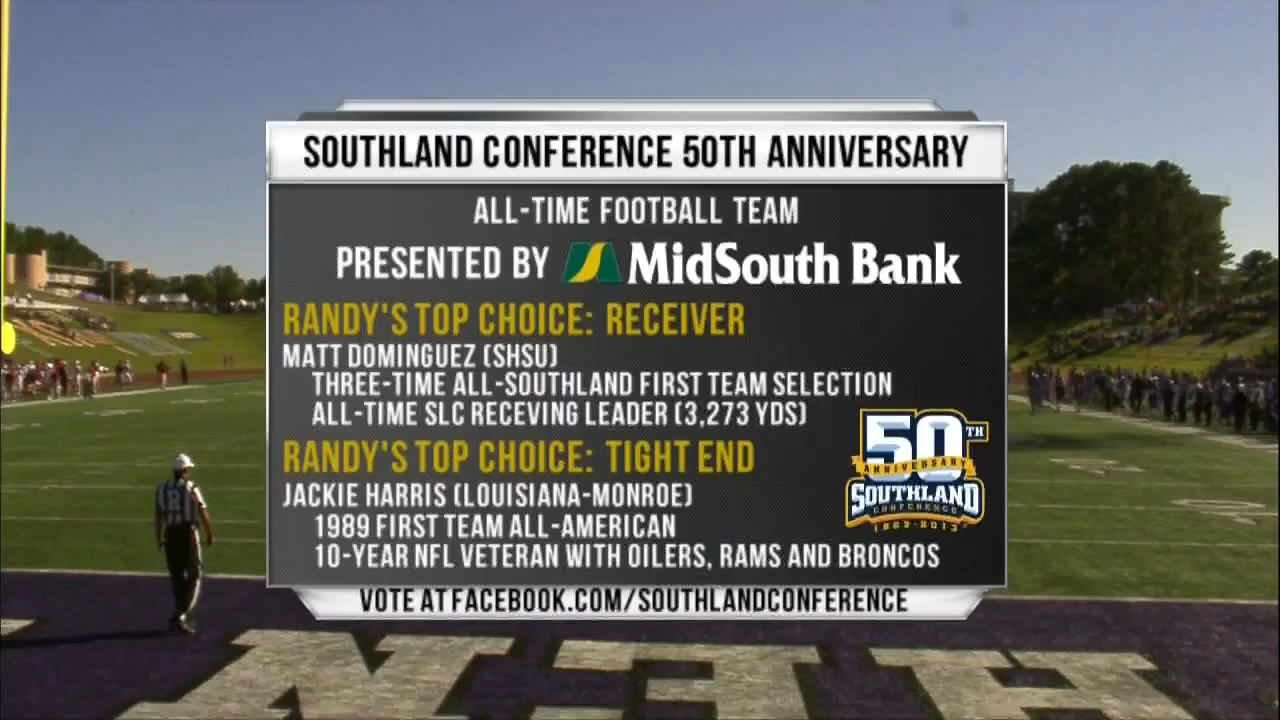 SOUTHLAND CONFERENCE 50TH ANNIVERSARY
ALL-TIME FOOTBALL TEAM
PRESENTED BY MidSouth Bank
RANDY'S TOP CHOICE: RECEIVER
MATT DOMINGUEZ (SHSU)
THREE-TIME ALL-SOUTHLAND FIRST TEAM SELECTION
ALL-TIME SLC RECEVING LEADER (3,273 YDS)
RANDY'S TOP CHOICE: TIGHT END
JACKIE HARRIS (LOUISIANA-MONROE)
1989 FIRST TEAM ALL-AMERICAN
10-YEAR NFL VETERAN WITH OILERS, RAMS AND BRONCOS
50TH
ANNIVERSARY
SOUTHLAND
CONFERENCE
1963-2013
VOTE AT FACEBOOK.COM/SOUTHLANDCONFERENCE
R